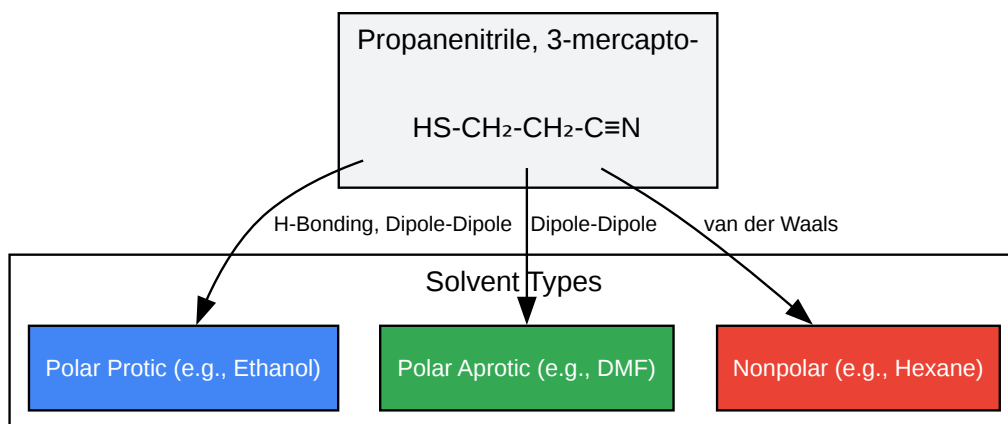 Propanenitrile, 3-mercapto-
HS-CH₂-CH₂-C≡N
H-Bonding, Dipole-Dipole
Dipole-Dipole
van der Waals
Solvent Types
Polar Protic (e.g., Ethanol)
Polar Aprotic (e.g., DMF)
Nonpolar (e.g., Hexane)